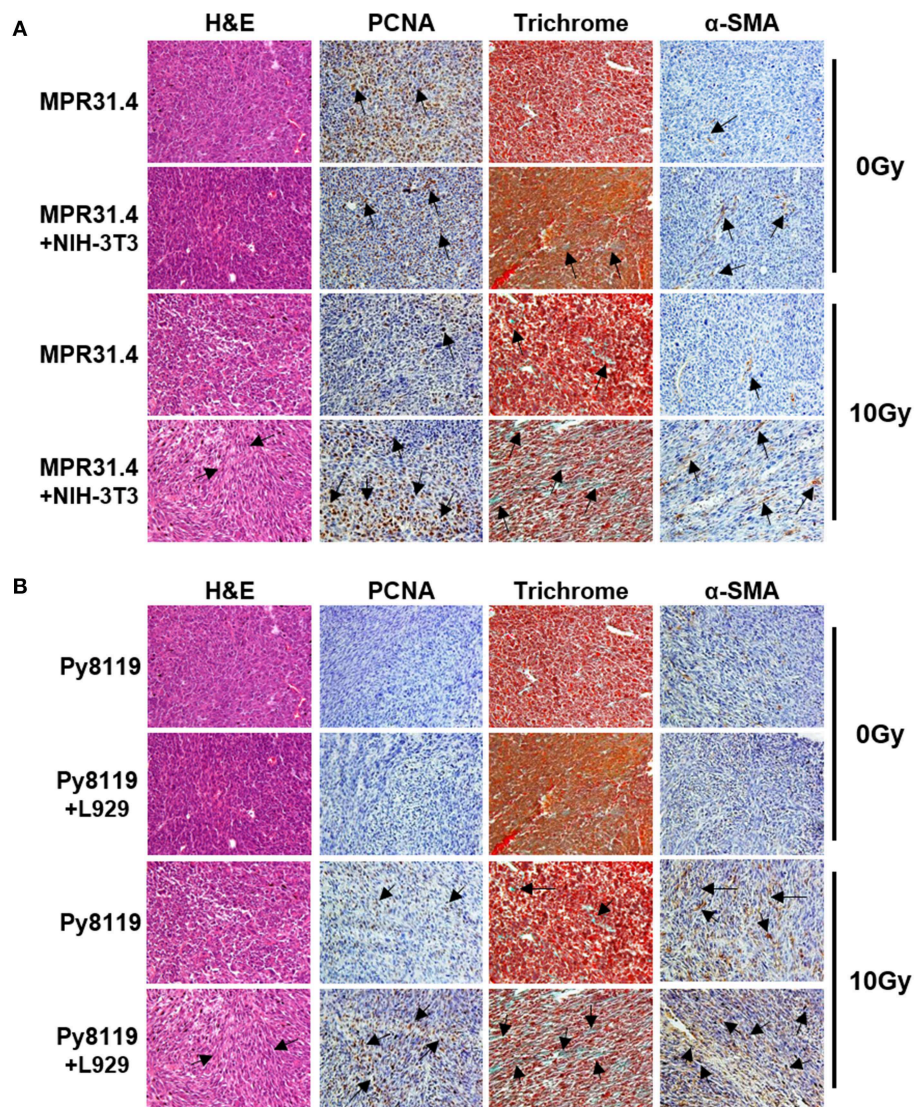 A
H&E PCNA Trichrome α-SMA
MPR31.4
MPR31.4
+NIH-3T3
0Gy
MPR31.4
MPR31.4
+NIH-3T3
10Gy
B
H&E PCNA Trichrome α-SMA
Py8119
Py8119
+L929
0Gy
Py8119
Py8119
+L929
10Gy